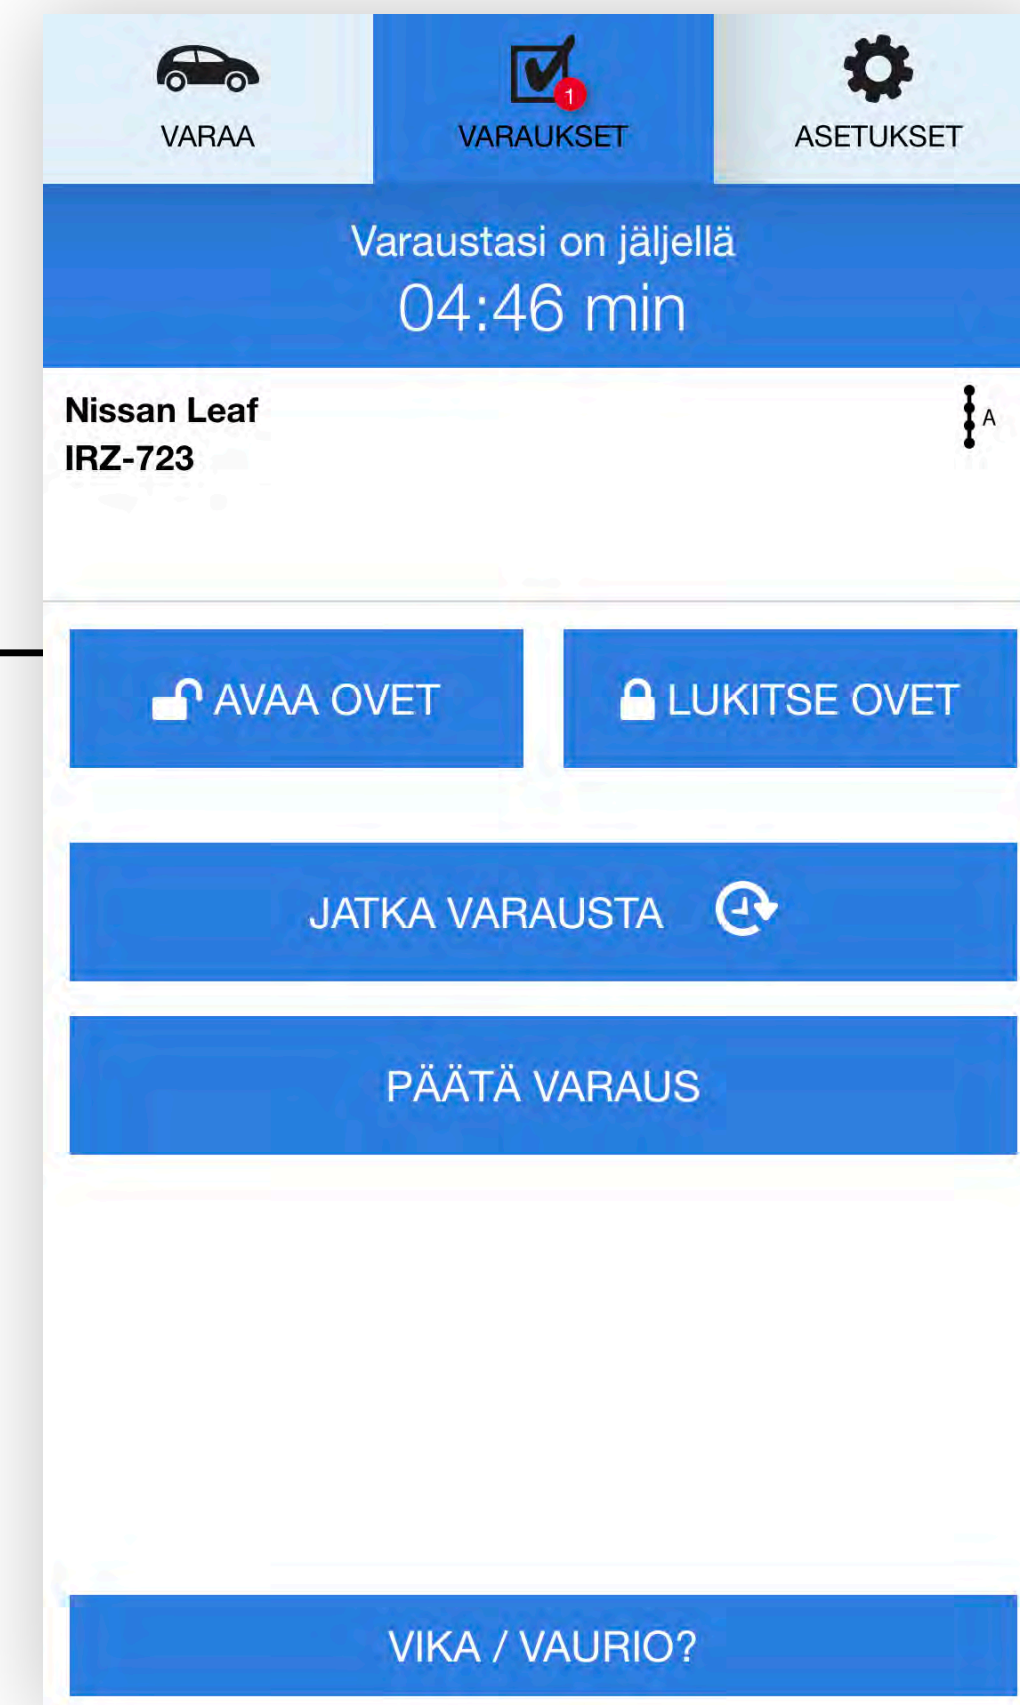 1
VARAA VARAUKSET ASETUKSET
Varaustasi on jäljellä
04:46 min
Nissan Leaf
A
IRZ-723
AVAA OVET LUKITSE OVET
JATKA VARAUSTA
PÄÄTÄ VARAUS
VIKA / VAURIO?